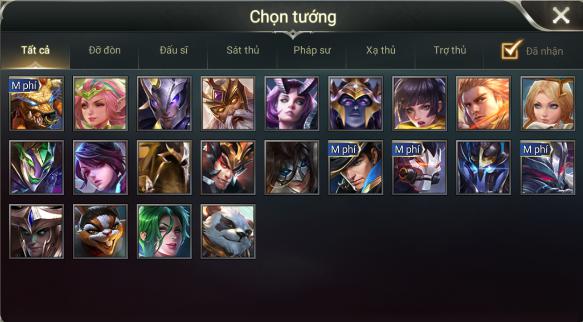 Chọn tướng
Tất cả Đỡ đòn Đấu sĩ Sát thủ Pháp sư Xạ thủ Trợ thủ Đã nhận
M phí
M phí M phí M phí